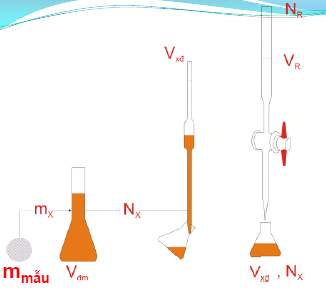 N_R
V_xđ
V_R
m_X
N_X
m_mẫu
V_đm
V_xđ , N_X